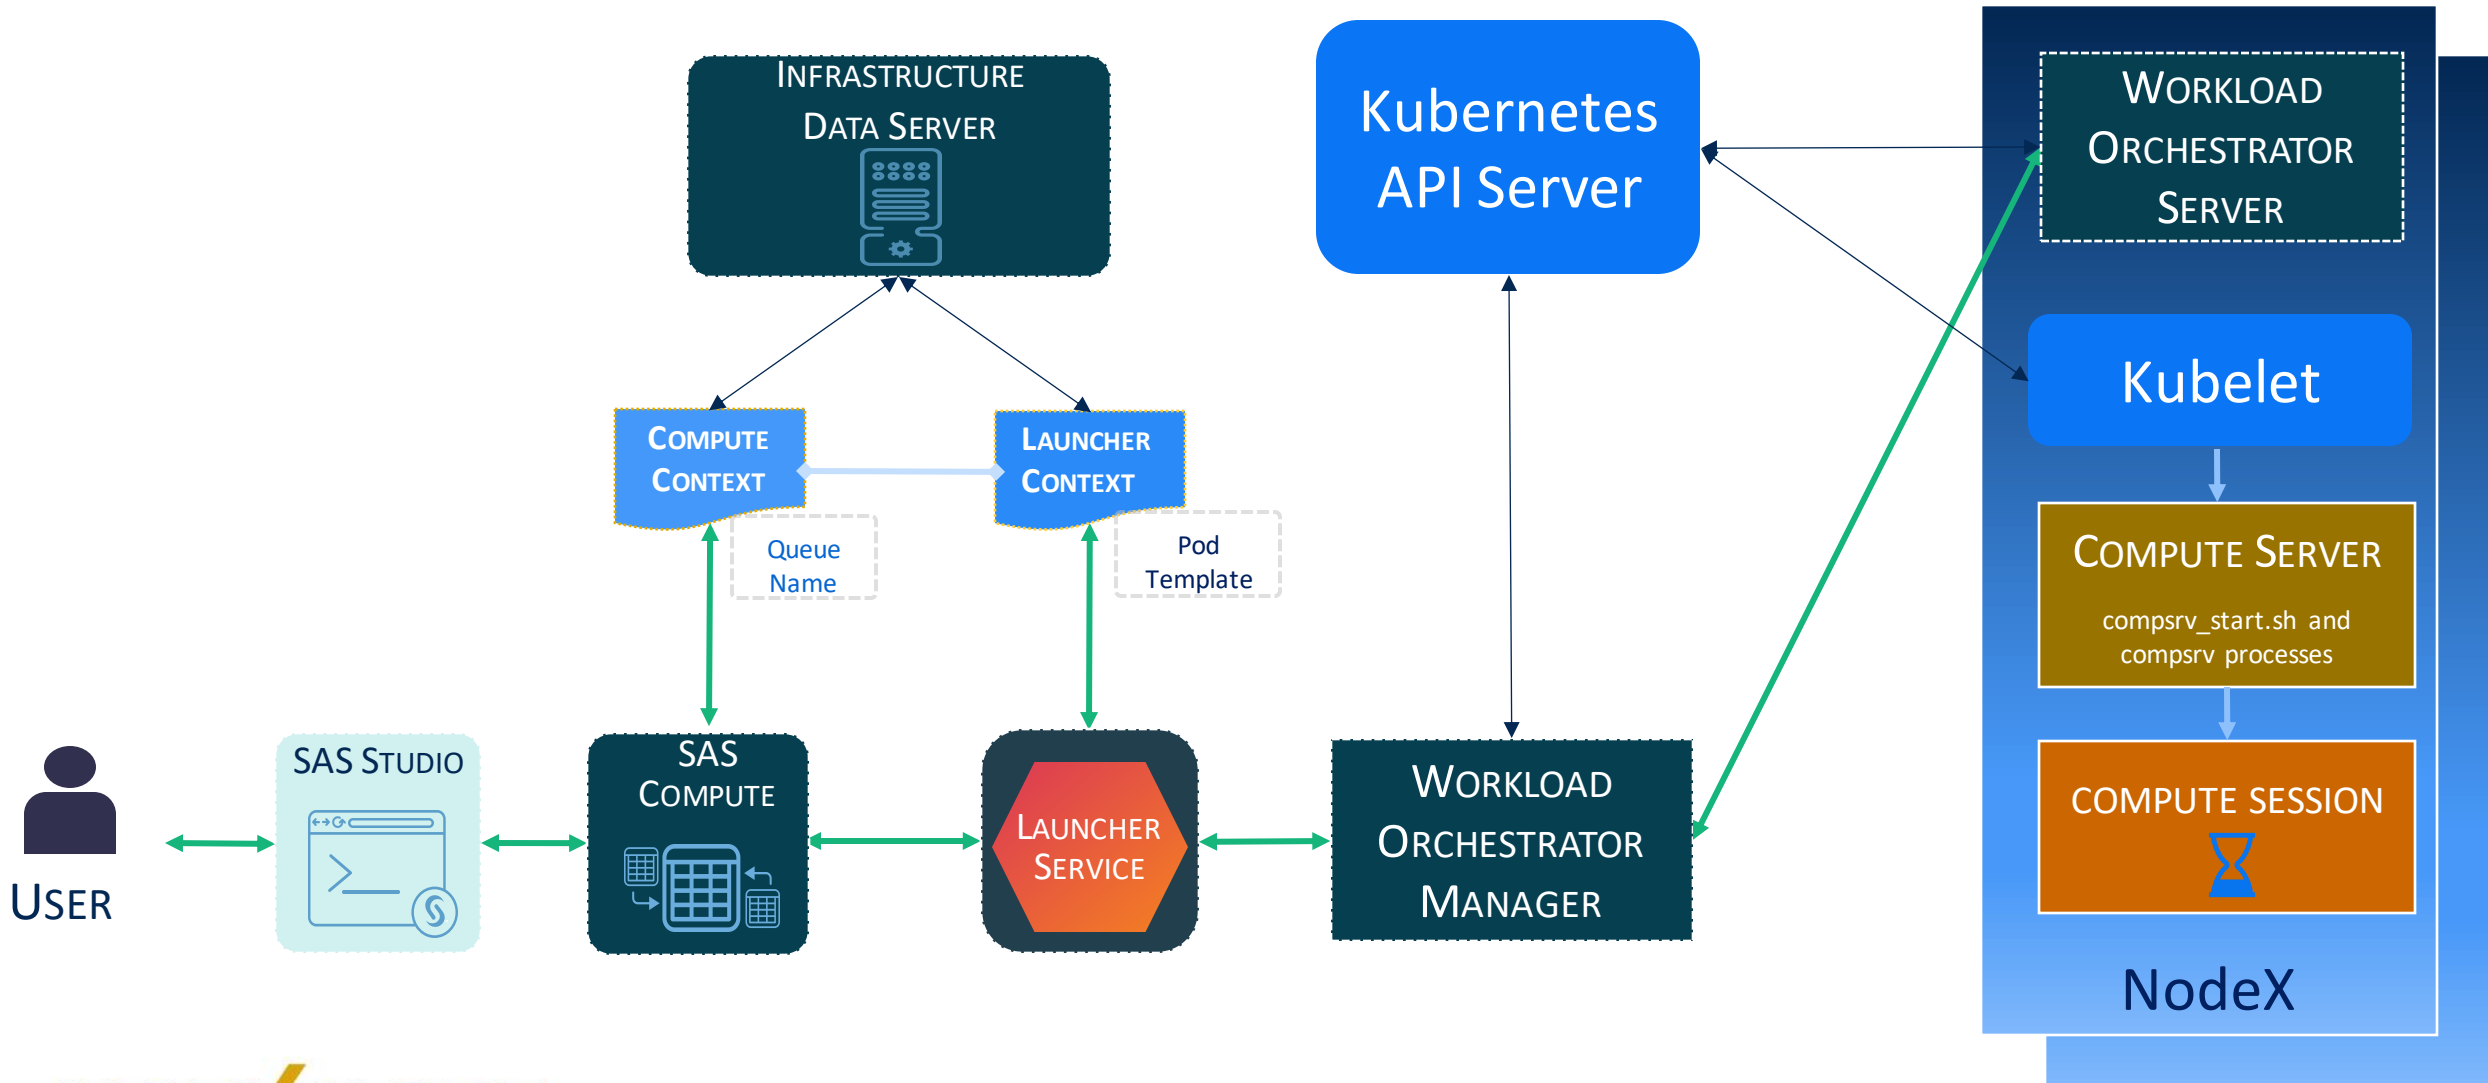 INFRASTRUCTURE
DATA SERVER
Kubernetes
API Server
WORKLOAD
ORCHESTRATOR
SERVER
Kubelet
COMPUTE
CONTEXT
LAUNCHER
CONTEXT
Queue
Name
Pod
Template
COMPUTE SERVER
compsrv_start.sh and
compsrv processes
USER
SAS STUDIO
SAS
COMPUTE
LAUNCHER
SERVICE
WORKLOAD
ORCHESTRATOR
MANAGER
COMPUTE SESSION
NodeX